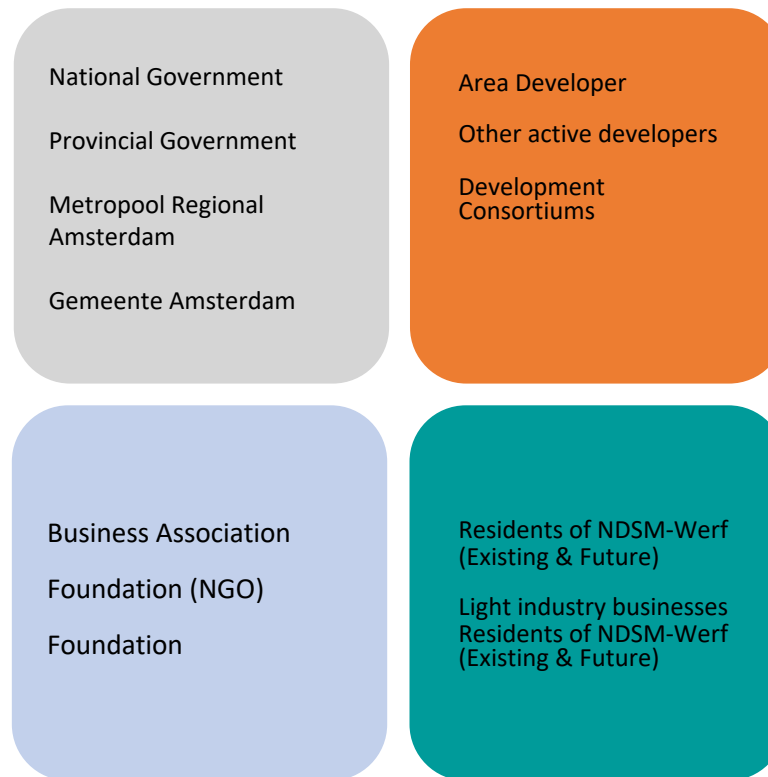 National Government
Provincial Government
Metropool Regional
Amsterdam
Gemeente Amsterdam
Area Developer
Other active developers
Development
Consortiums
Business Association
Foundation (NGO)
Foundation
Residents of NDSM-Werf
(Existing & Future)
Light industry businesses
Residents of NDSM-Werf
(Existing & Future)